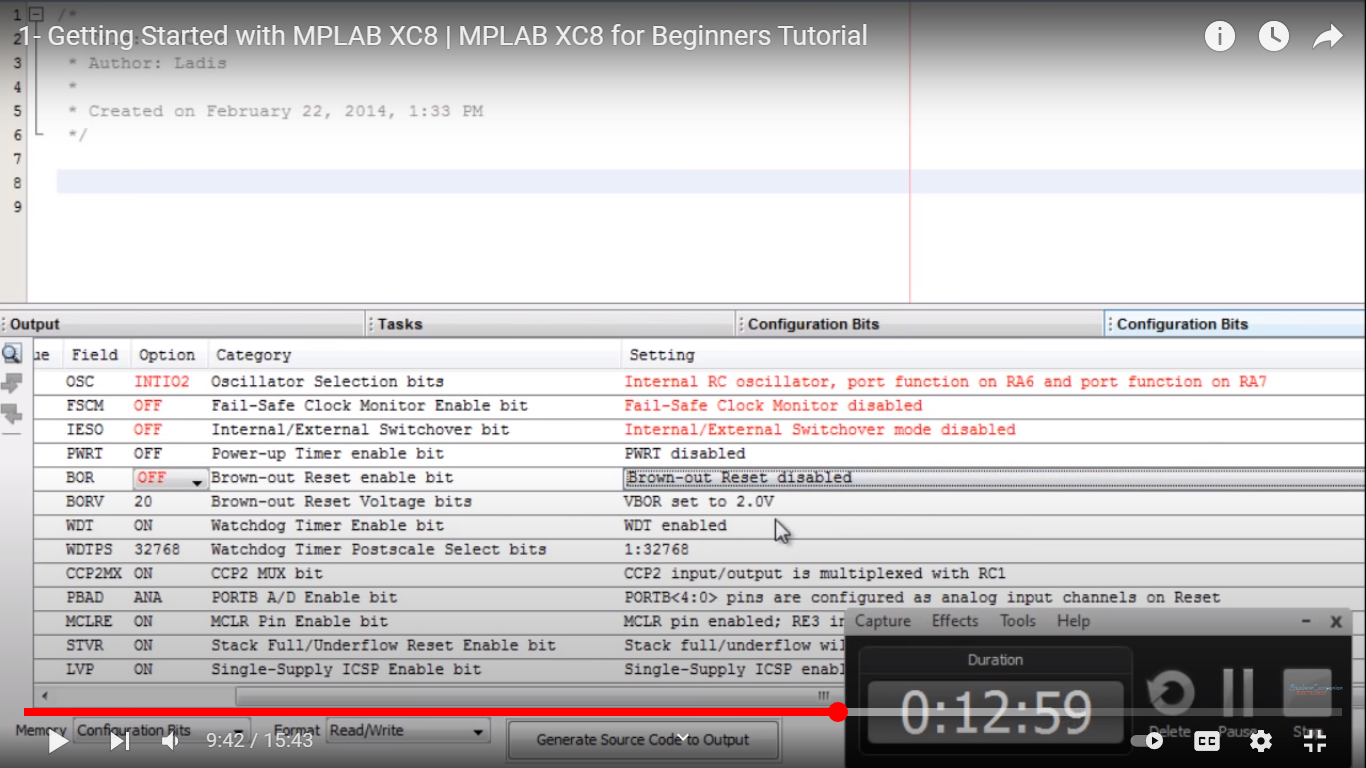 1- Getting Started with MPLAB XC8 | MPLAB XC8 for Beginners Tutorial
1 /*
2
3 * Author: Ladis
4 *
5 * Created on February 22, 2014, 1:33 PM
6 */
7
8
9
Output Tasks Configuration Bits Configuration Bits
ue Field Option Category Setting
OSC INTIO2 Oscillator Selection bits Internal RC oscillator, port function on RA6 and port function on RA7
FSCM OFF Fail-Safe Clock Monitor Enable bit Fail-Safe Clock Monitor disabled
IESO OFF Internal/External Switchover bit Internal/External Switchover mode disabled
PWRT OFF Power-up Timer enable bit PWRT disabled
BOR OFF Brown-out Reset enable bit Brown-out Reset disabled
BORV 20 Brown-out Reset Voltage bits VBOR set to 2.0V
WDT ON Watchdog Timer Enable bit WDT enabled
WDTPS 32768 Watchdog Timer Postscale Select bits 1:32768
CCP2MX ON CCP2 MUX bit CCP2 input/output is multiplexed with RC1
PBAD ANA PORTB A/D Enable bit PORTB<4:0> pins are configured as analog input channels on Reset
MCLRE ON MCLR Pin Enable bit MCLR pin enabled; RE3 in
STVR ON Stack Full/Underflow Reset Enable bit Stack full/underflow wil
LVP ON Single-Supply ICSP Enable bit Single-Supply ICSP enabl
Capture Effects Tools Help
Duration
0:12:59
Delete Pause Stop
Memory Configuration Bits Format Read/Write Generate Source Code to Output
9:42 / 15:43
CC